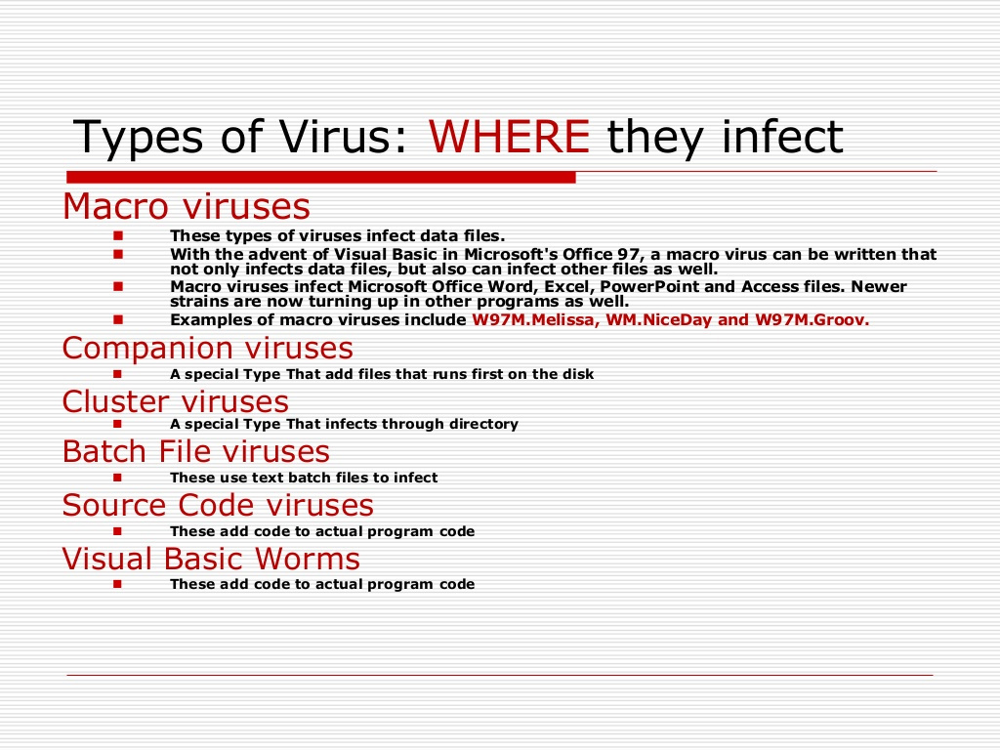 Types of Virus: WHERE they infect
Macro viruses
These types of viruses infect data files.
With the advent of Visual Basic in Microsoft's Office 97, a macro virus can be written that
not only infects data files, but also can infect other files as well.
Macro viruses infect Microsoft Office Word, Excel, PowerPoint and Access files. Newer
strains are now turning up in other programs as well.
Examples of macro viruses include W97M.Melissa, WM.NiceDay and W97M.Groov.
Companion viruses
A special Type That add files that runs first on the disk
Cluster viruses
A special Type That infects through directory
Batch File viruses
These use text batch files to infect
Source Code viruses
These add code to actual program code
Visual Basic Worms
These add code to actual program code